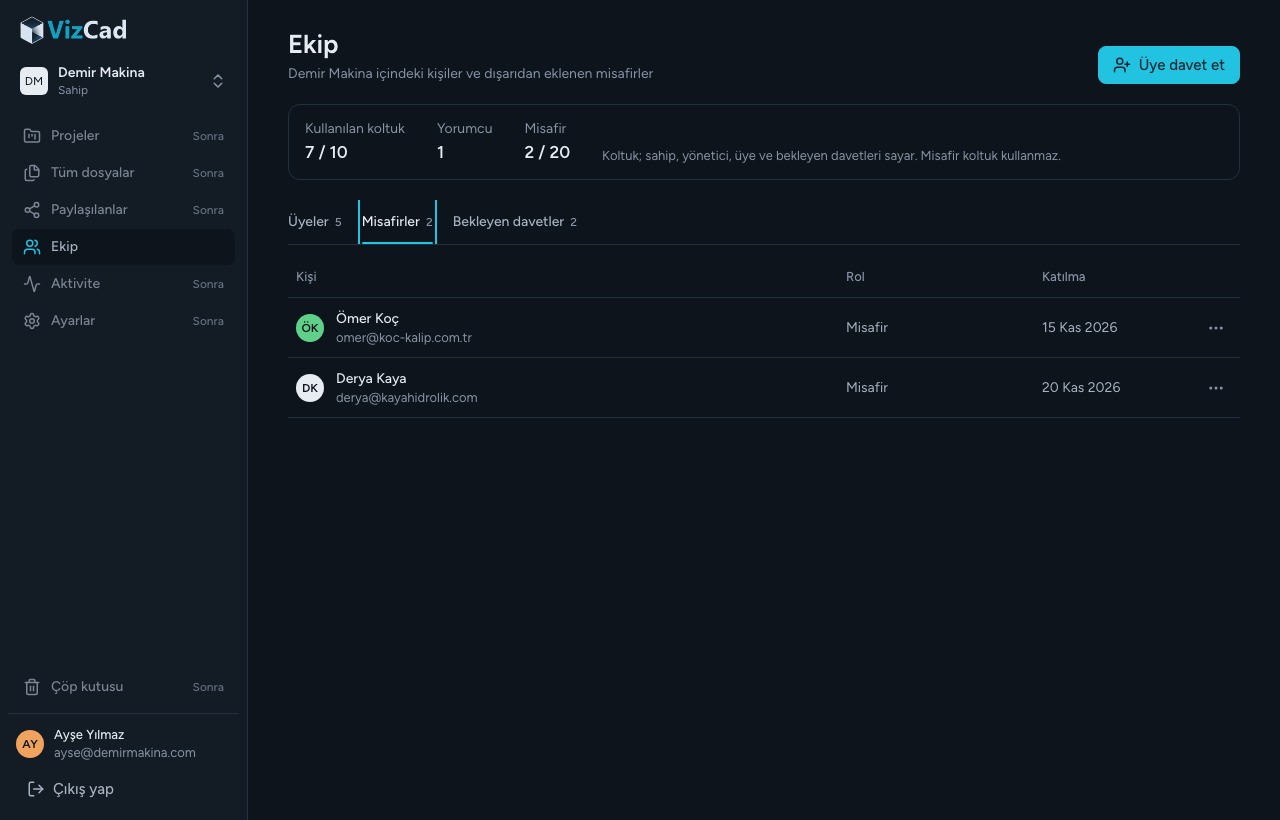 VizCad
DM
Demir Makina
Sahip
Projeler Sonra
Tüm dosyalar Sonra
Paylaşılanlar Sonra
Ekip
Aktivite Sonra
Ayarlar Sonra
Çöp kutusu Sonra
AY
Ayşe Yılmaz
ayse@demirmakina.com
Çıkış yap
Ekip
Demir Makina içindeki kişiler ve dışarıdan eklenen misafirler
Üye davet et
Kullanılan koltuk Yorumcu Misafir
7 / 10 1 2 / 20
Koltuk; sahip, yönetici, üye ve bekleyen davetleri sayar. Misafir koltuk kullanmaz.
Üyeler 5 Misafirler 2 Bekleyen davetler 2
Kişi Rol Katılma
ÖK
Ömer Koç
omer@koc-kalip.com.tr
Misafir 15 Kas 2026
DK
Derya Kaya
derya@kayahidrolik.com
Misafir 20 Kas 2026